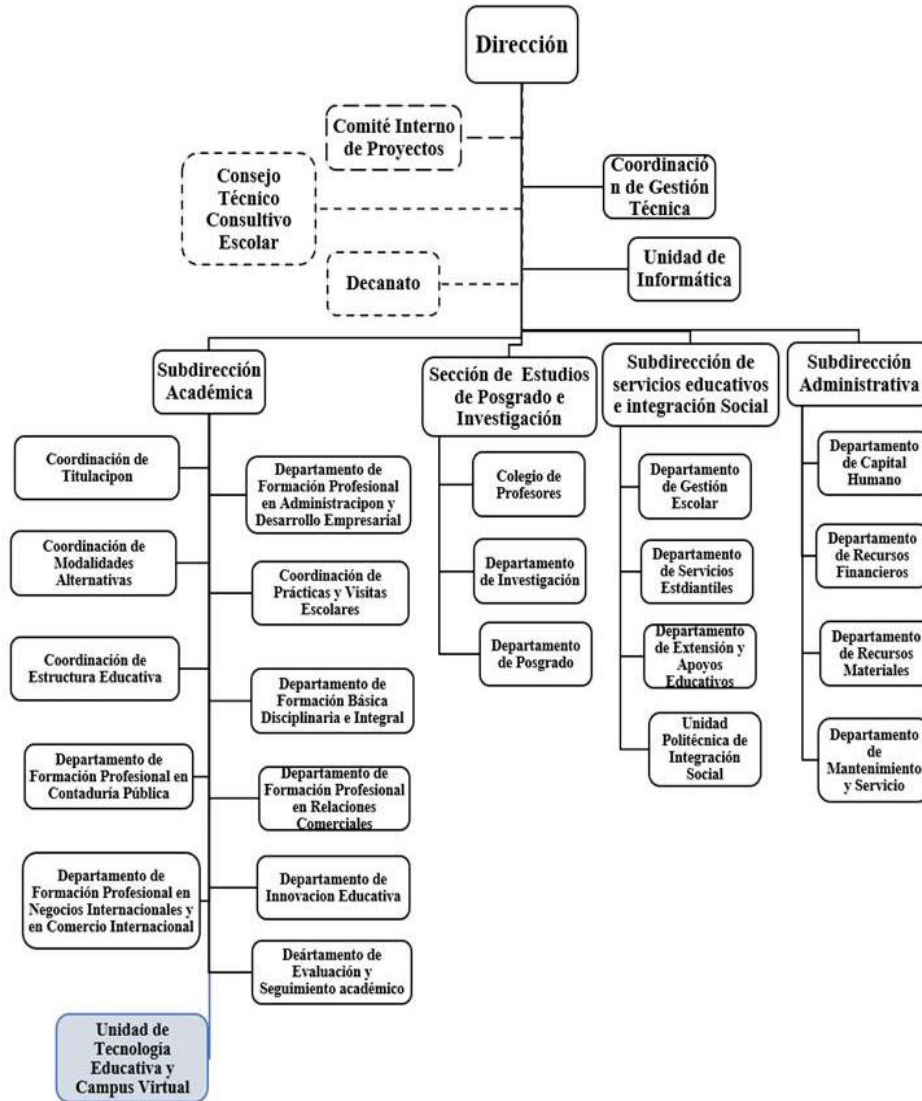 Dirección
Comité Interno
de Proyectos
Consejo
Técnico
Consultivo
Escolar
Coordinación
n de Gestión
Técnica
Unidad de
Informática
Decanato
Subdirección
Académica
Sección de Estudios
de Posgrado e
Investigación
Subdirección de
servicios educativos
e integración Social
Subdirección
Administrativa
Coordinación de
Titulacipon
Departamento de
Formación Profesional
en Administracipon y
Desarrollo Empresarial
Coordinación de
Modalidades
Alternativas
Coordinación de
Prácticas y Visitas
Escolares
Coordinación de
Estructura Educativa
Departamento de
Formación Básica
Disciplinaria e Integral
Departamento de
Formación Profesional en
Contaduría Pública
Departamento de
Formación Profesional
en Relaciones
Comerciales
Departamento de
Formación Profesional en
Negocios Internacionales y
en Comercio Internacional
Departamento de
Innovacion Educativa
Deártamento de
Evaluación y
Seguimiento académico
Unidad de
Tecnología
Educativa y
Campus Virtual
Colegio de
Profesores
Departamento
de Investigación
Departamento
de Posgrado
Departamento
de Gestión
Escolar
Departamento
de Servicios
Estdiantiles
Departamento
de Extensión y
Apoyos
Educativos
Unidad
Politécnica de
Integración
Social
Departamento
de Capital
Humano
Departamento
de Recursos
Financieros
Departamento
de Recursos
Materiales
Departamento
de
Mantenimiento
y Servicio